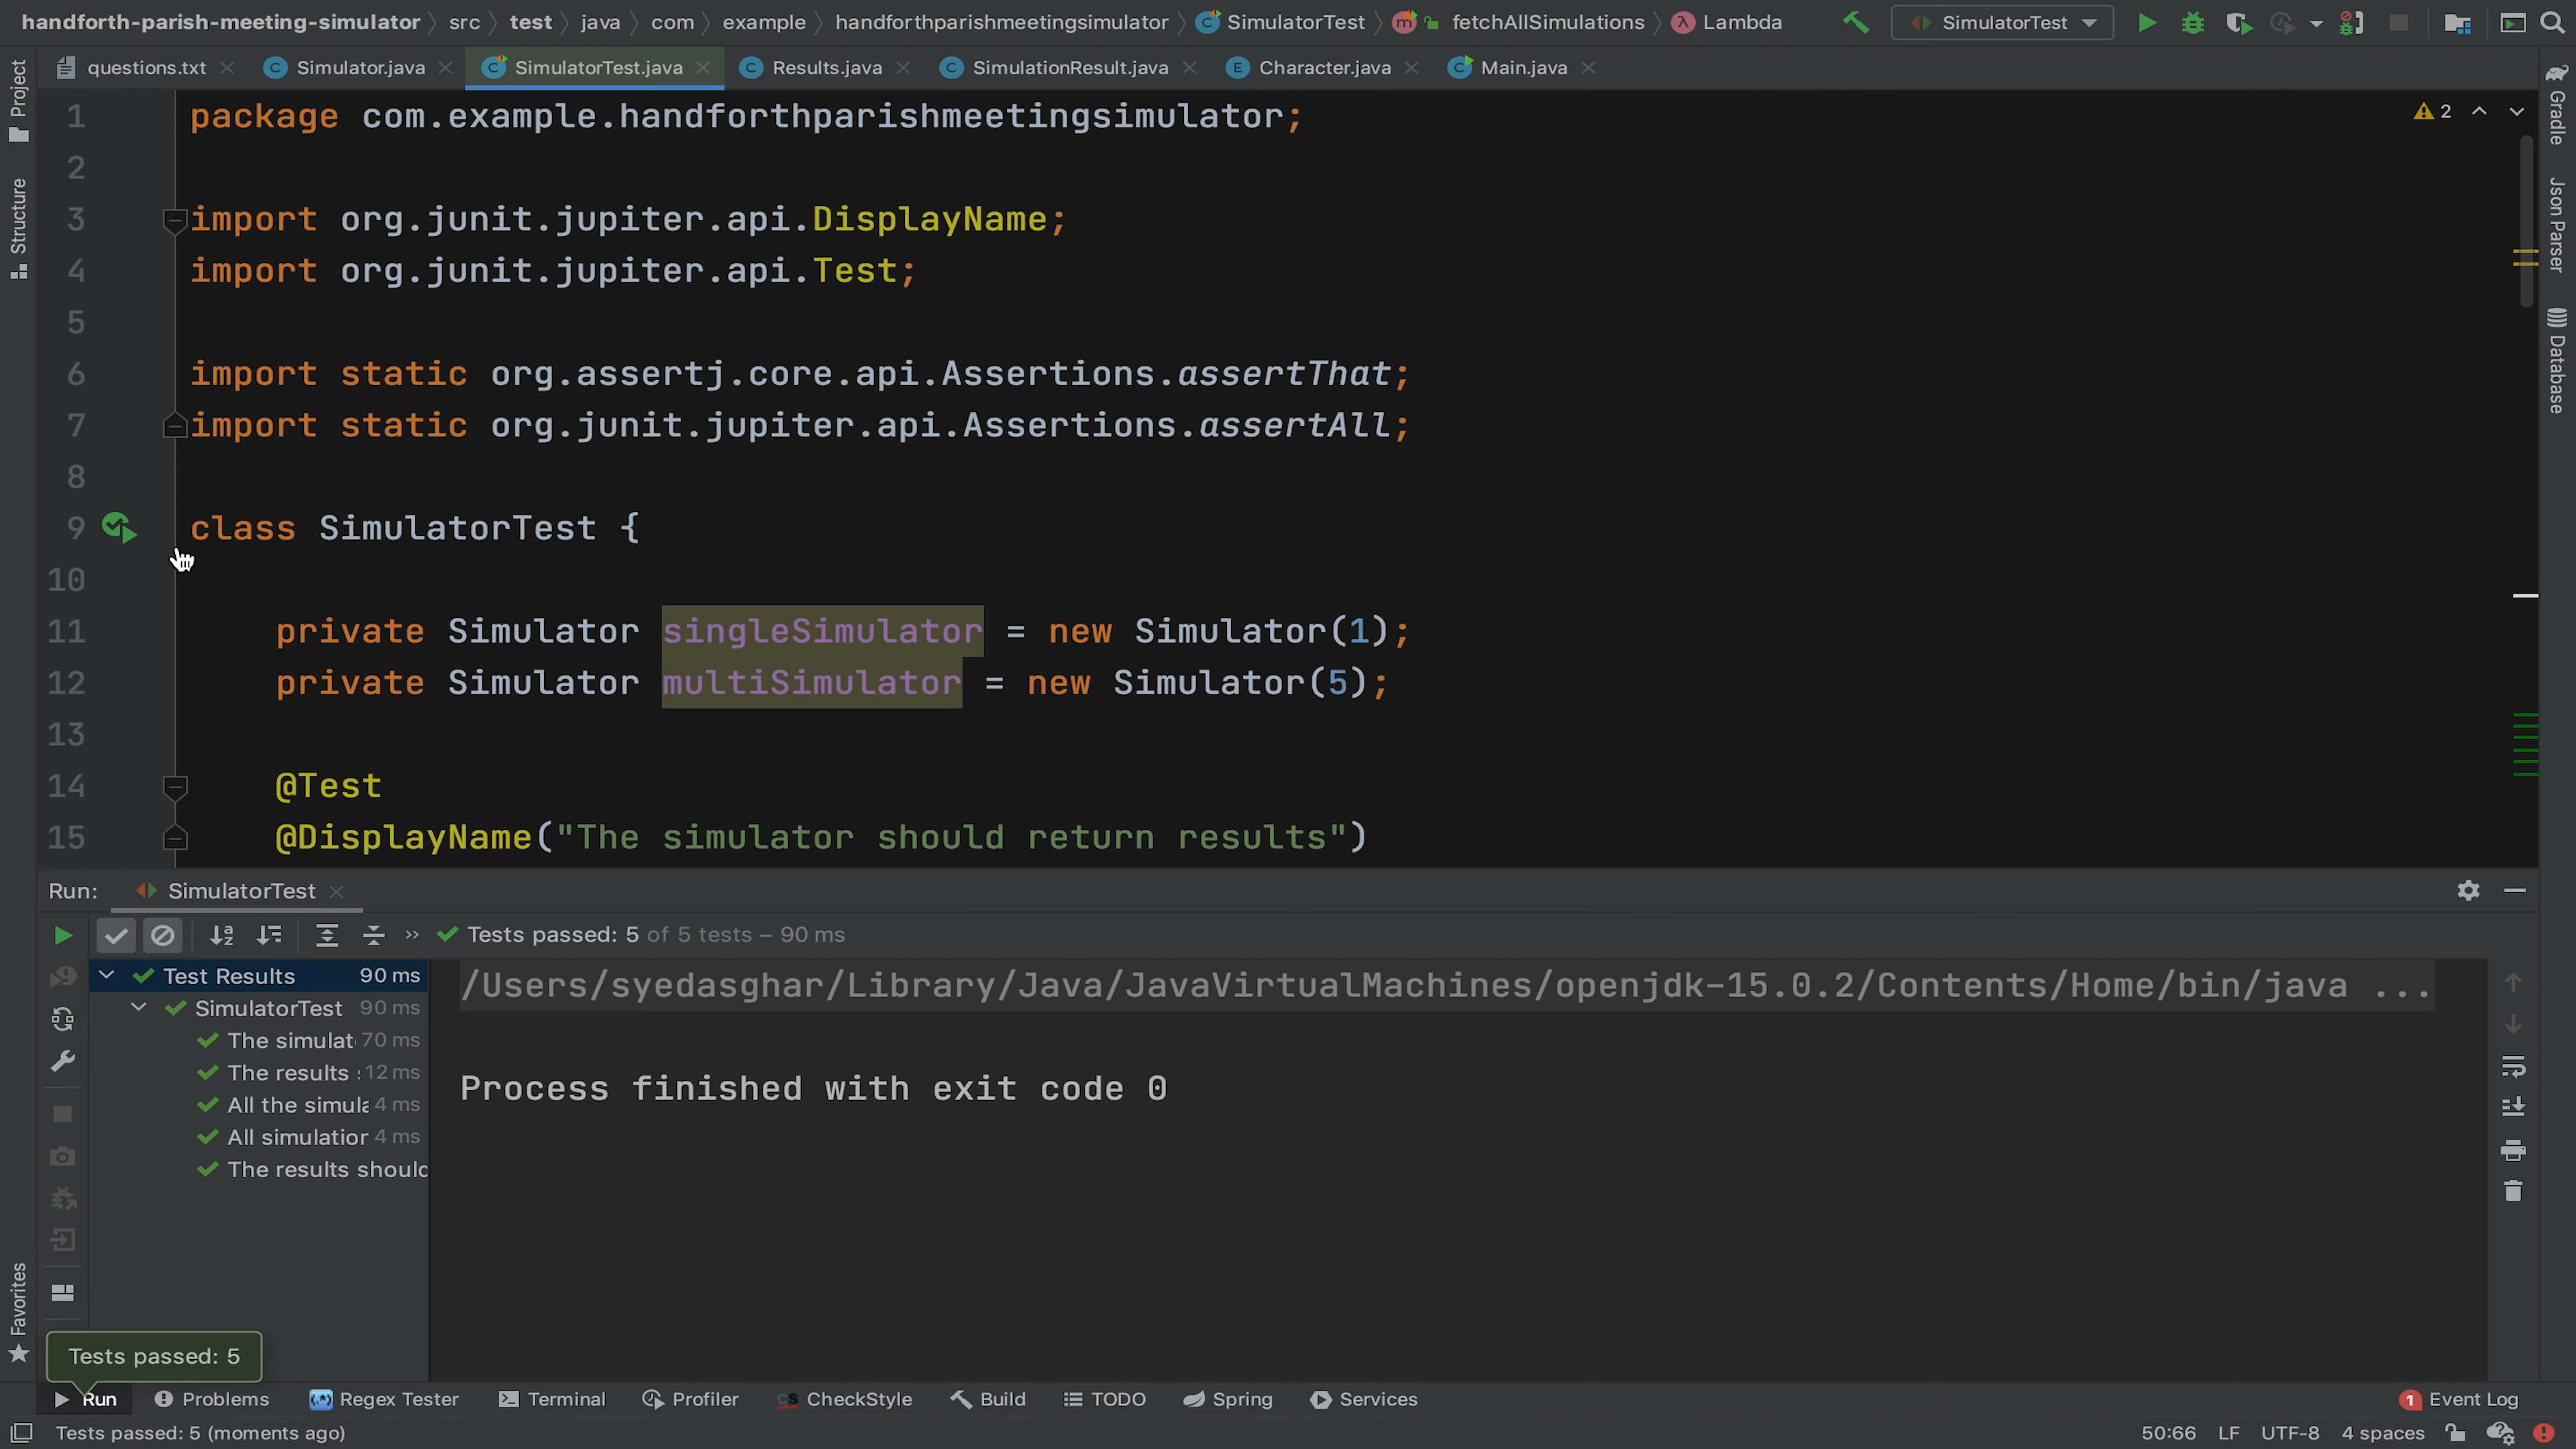 handforth-parish-meeting-simulator src test java com example handforthparishmeetingsimulator SimulatorTest fetchAllSimulations Lambda SimulatorTest
questions.txt Simulator.java SimulatorTest.java Results.java SimulationResult.java Character.java Main.java
Project
Structure
Favorites
Gradle
Json Parser
Database
2
1 package com.example.handforthparishmeetingsimulator;
2
3 import org.junit.jupiter.api.DisplayName;
4 import org.junit.jupiter.api.Test;
5
6 import static org.assertj.core.api.Assertions.assertThat;
7 import static org.junit.jupiter.api.Assertions.assertAll;
8
9 class SimulatorTest {
10
11 private Simulator singleSimulator = new Simulator(1);
12 private Simulator multiSimulator = new Simulator(5);
13
14 @Test
15 @DisplayName("The simulator should return results")
Run: SimulatorTest
Tests passed: 5 of 5 tests – 90 ms
Test Results 90 ms
SimulatorTest 90 ms
The simulat 70 ms
The results 12 ms
All the simula 4 ms
All simulation 4 ms
The results should
/Users/syedasghar/Library/Java/JavaVirtualMachines/openjdk-15.0.2/Contents/Home/bin/java ...
Process finished with exit code 0
Tests passed: 5
Run Problems Regex Tester Terminal Profiler CheckStyle Build TODO Spring Services 1 Event Log
Tests passed: 5 (moments ago) 50:66 LF UTF-8 4 spaces